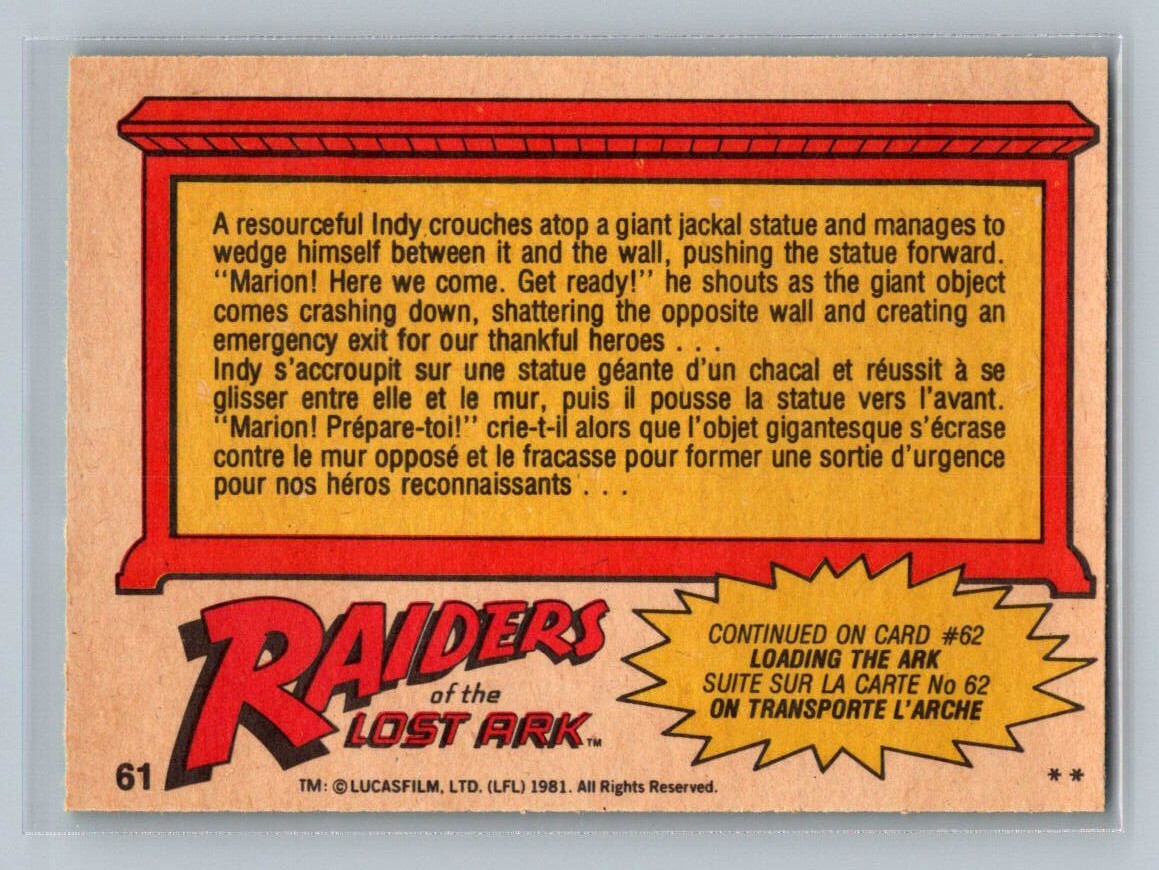 A resourceful Indy crouches atop a giant jackal statue and manages to
wedge himself between it and the wall, pushing the statue forward.
“Marion! Here we come. Get ready!” he shouts as the giant object
comes crashing down, shattering the opposite wall and creating an
emergency exit for our thankful heroes . . .
Indy s’accroupit sur une statue géante d’un chacal et réussit à se
glisser entre elle et le mur, puis il pousse la statue vers l’avant.
“Marion! Prépare-toi!” crie-t-il alors que l’objet gigantesque s’écrase
contre le mur opposé et le fracasse pour former une sortie d’urgence
pour nos héros reconnaissants . . .
RAIDERS
of the
LOST ARK™
CONTINUED ON CARD #62
LOADING THE ARK
SUITE SUR LA CARTE No 62
ON TRANSPORTE L’ARCHE
61
TM: ©LUCASFILM, LTD. (LFL) 1981. All Rights Reserved.
* *